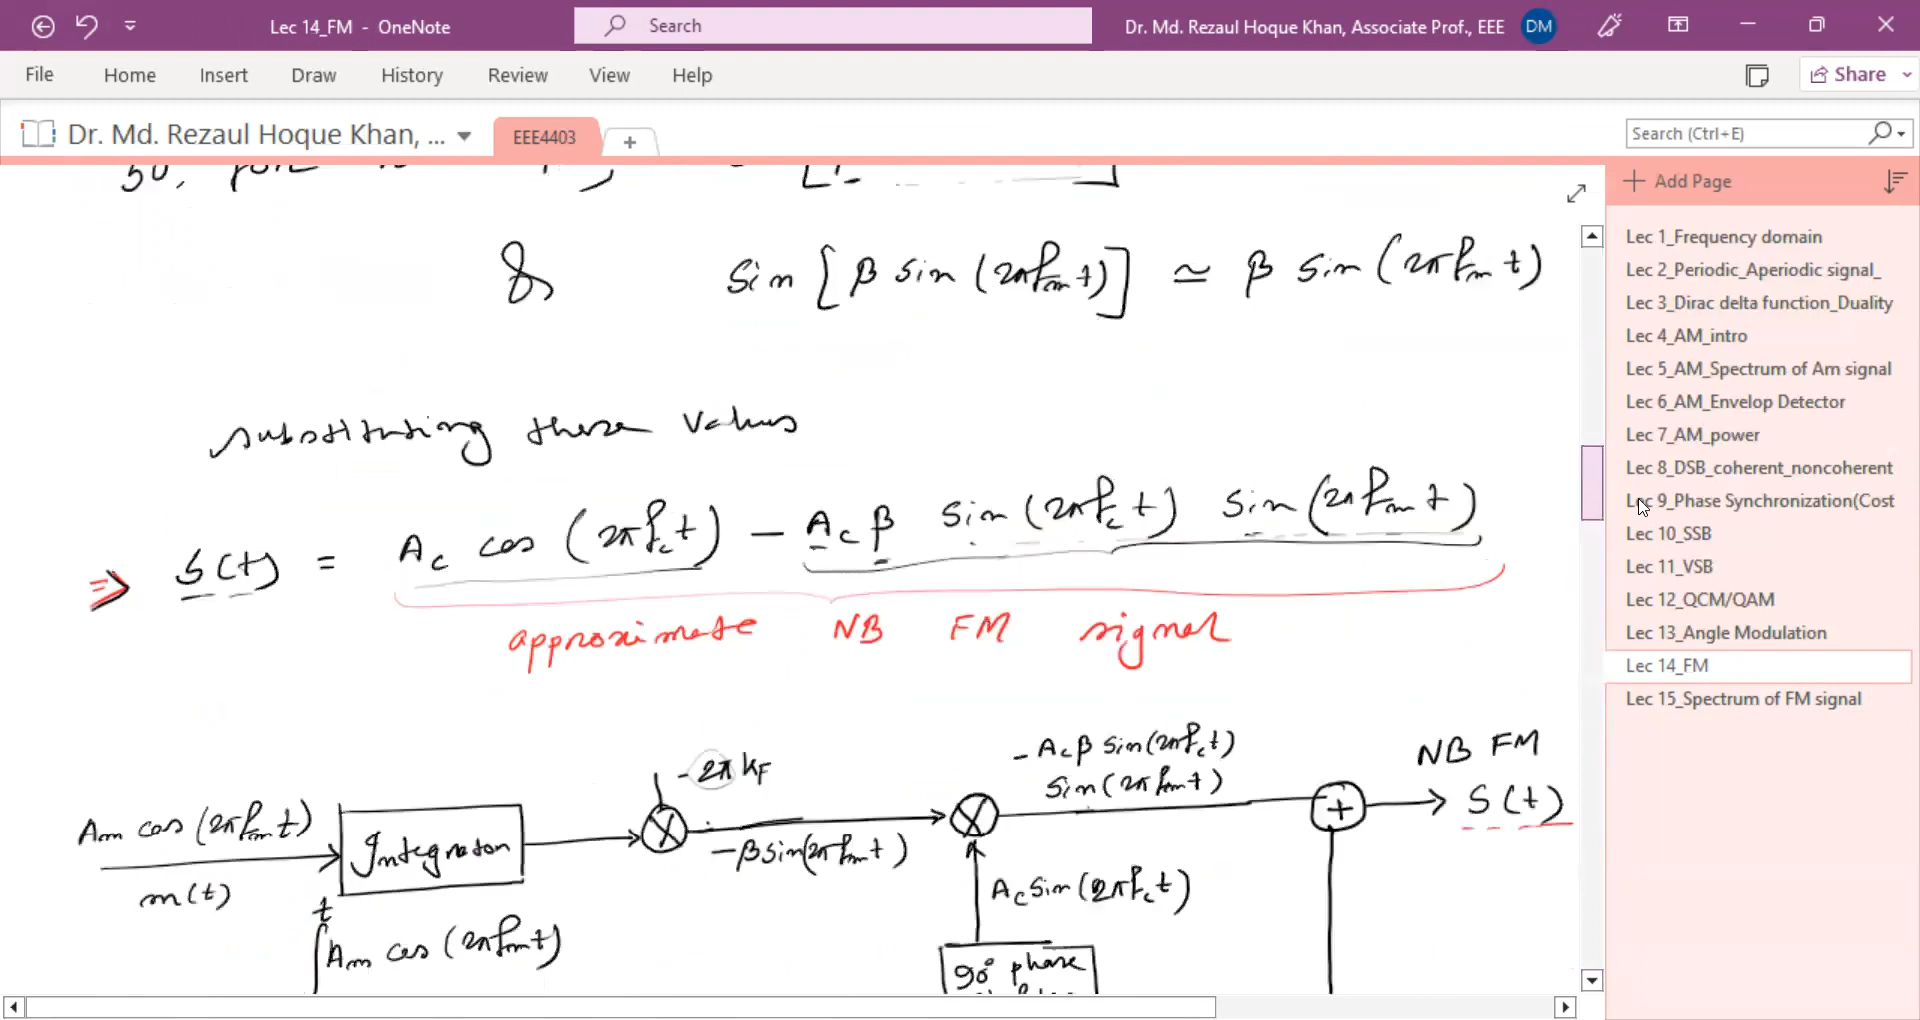 Lec 14_FM - OneNote
Search
Dr. Md. Rezaul Hoque Khan, Associate Prof., EEE
DM
File Home Insert Draw History Review View Help
Share
Dr. Md. Rezaul Hoque Khan, ...
EEE4403
+
Search (Ctrl+E)
Add Page
Lec 1_Frequency domain
Lec 2_Periodic_Aperiodic signal_
Lec 3_Dirac delta function_Duality
Lec 4_AM_intro
Lec 5_AM_Spectrum of Am signal
Lec 6_AM_Envelop Detector
Lec 7_AM_power
Lec 8_DSB_coherent_noncoherent
Lec 9_Phase Synchronization(Cost
Lec 10_SSB
Lec 11_VSB
Lec 12_QCM/QAM
Lec 13_Angle Modulation
Lec 14_FM
Lec 15_Spectrum of FM signal
So, for
& Sin [β sin (2πfm t)] ≃ β sin (2πfm t)
substituting these values
⇒ S(t) = Ac cos (2πfc t) - Ac β sin (2πfc t) sin (2πfm t)
approximate NB FM signal
Am cos (2πfm t)
m(t)
Integrator
t
∫ Am cos (2πfm t)
- 2π kF
- β sin(2πfm t)
- Ac β sin(2πfc t)
Sin (2πfm t)
Ac Sin (2πfc t)
90° phase
+
NB FM
S(t)